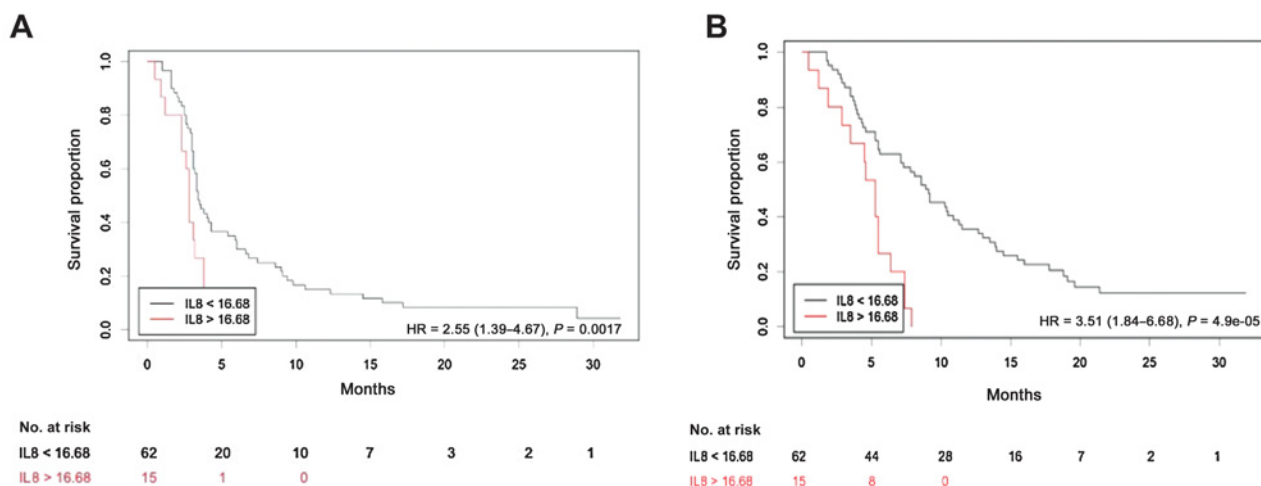 A
Survival proportion
1.0
0.8
0.6
0.4
0.2
0.0
IL8 < 16.68
IL8 > 16.68
HR = 2.55 (1.39–4.67), P = 0.0017
0 5 10 15 20 25 30
Months
No. at risk
IL8 < 16.68 62 20 10 7 3 2 1
IL8 > 16.68 15 1 0
B
Survival proportion
1.0
0.8
0.6
0.4
0.2
0.0
IL8 < 16.68
IL8 > 16.68
HR = 3.51 (1.84–6.68), P = 4.9e-05
0 5 10 15 20 25 30
Months
No. at risk
IL8 < 16.68 62 44 28 16 7 2 1
IL8 > 16.68 15 8 0